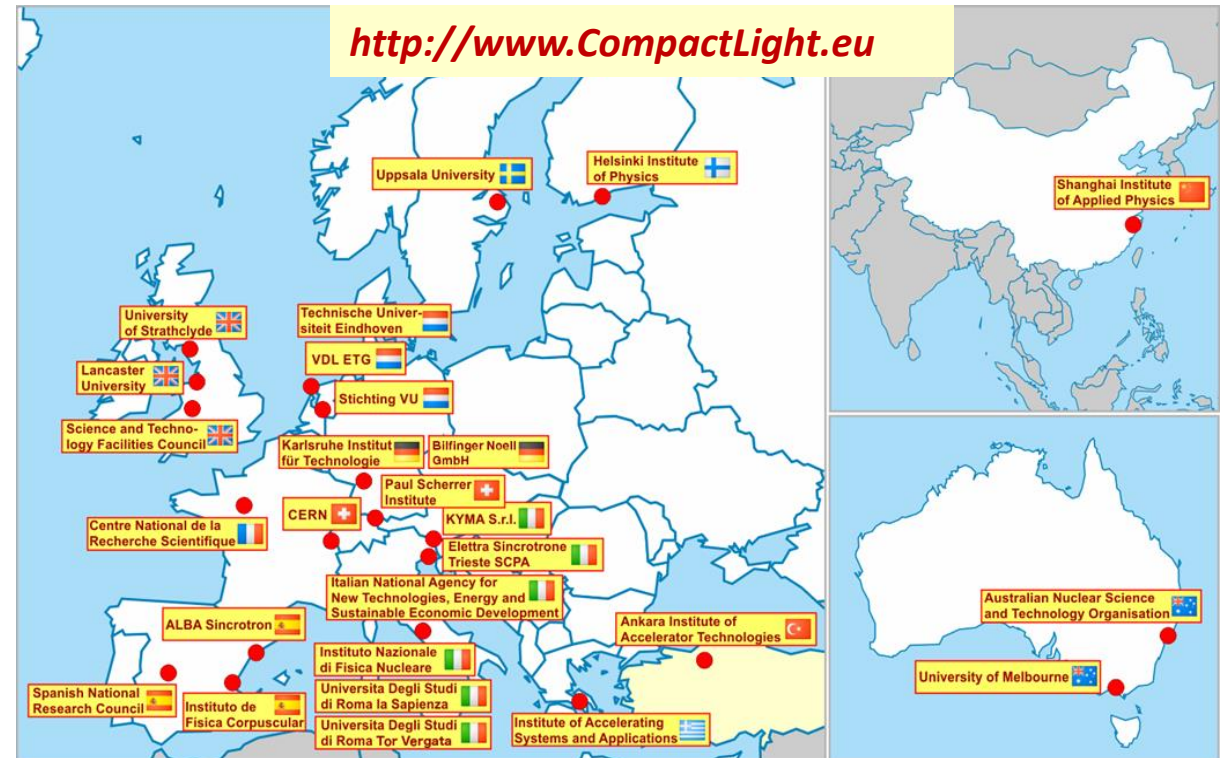 http://www.CompactLight.eu
Uppsala University
Helsinki Institute
of Physics
Shanghai Institute
of Applied Physics
University
of Strathclyde
Technische Univer-
siteit Eindhoven
VDL ETG
Lancaster
University
Stichting VU
Science and Techno-
logy Facilities Council
Karlsruhe Institut
für Technologie
Bilfinger Noell
GmbH
Paul Scherrer
Institute
CERN
KYMA S.r.l.
Centre National de la
Recherche Scientifique
Elettra Sincrotrone
Trieste SCPA
Italian National Agency for
New Technologies, Energy and
Sustainable Economic Development
ALBA Sincrotron
Ankara Institute of
Accelerator Technologies
Australian Nuclear Science
and Technology Organisation
Instituto Nazionale
di Fisica Nucleare
University of Melbourne
Spanish National
Research Council
Instituto de
Fisica Corpuscular
Universita Degli Studi
di Roma la Sapienza
Universita Degli Studi
di Roma Tor Vergata
Institute of Accelerating
Systems and Applications